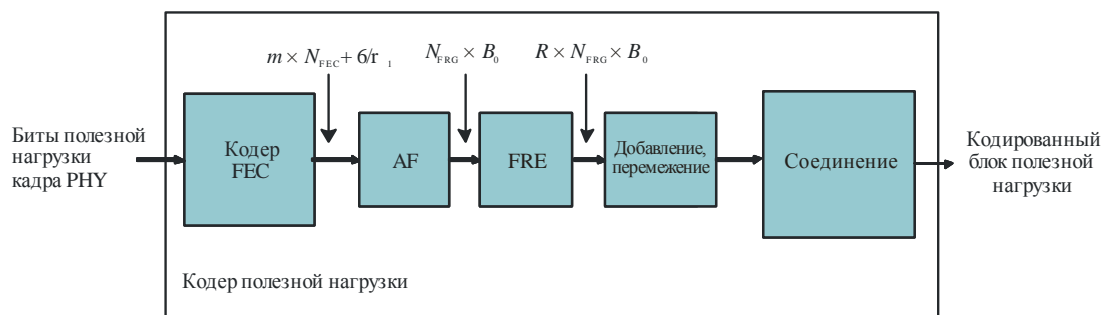 m × N_FEC + 6/r_1
N_FRG × B_0
R × N_FRG × B_0
Биты полезной
нагрузки
кадра PHY
Кодер
FEC
AF
FRE
Добавление,
перемежение
Соединение
Кодированный
блок полезной
нагрузки
Кодер полезной нагрузки